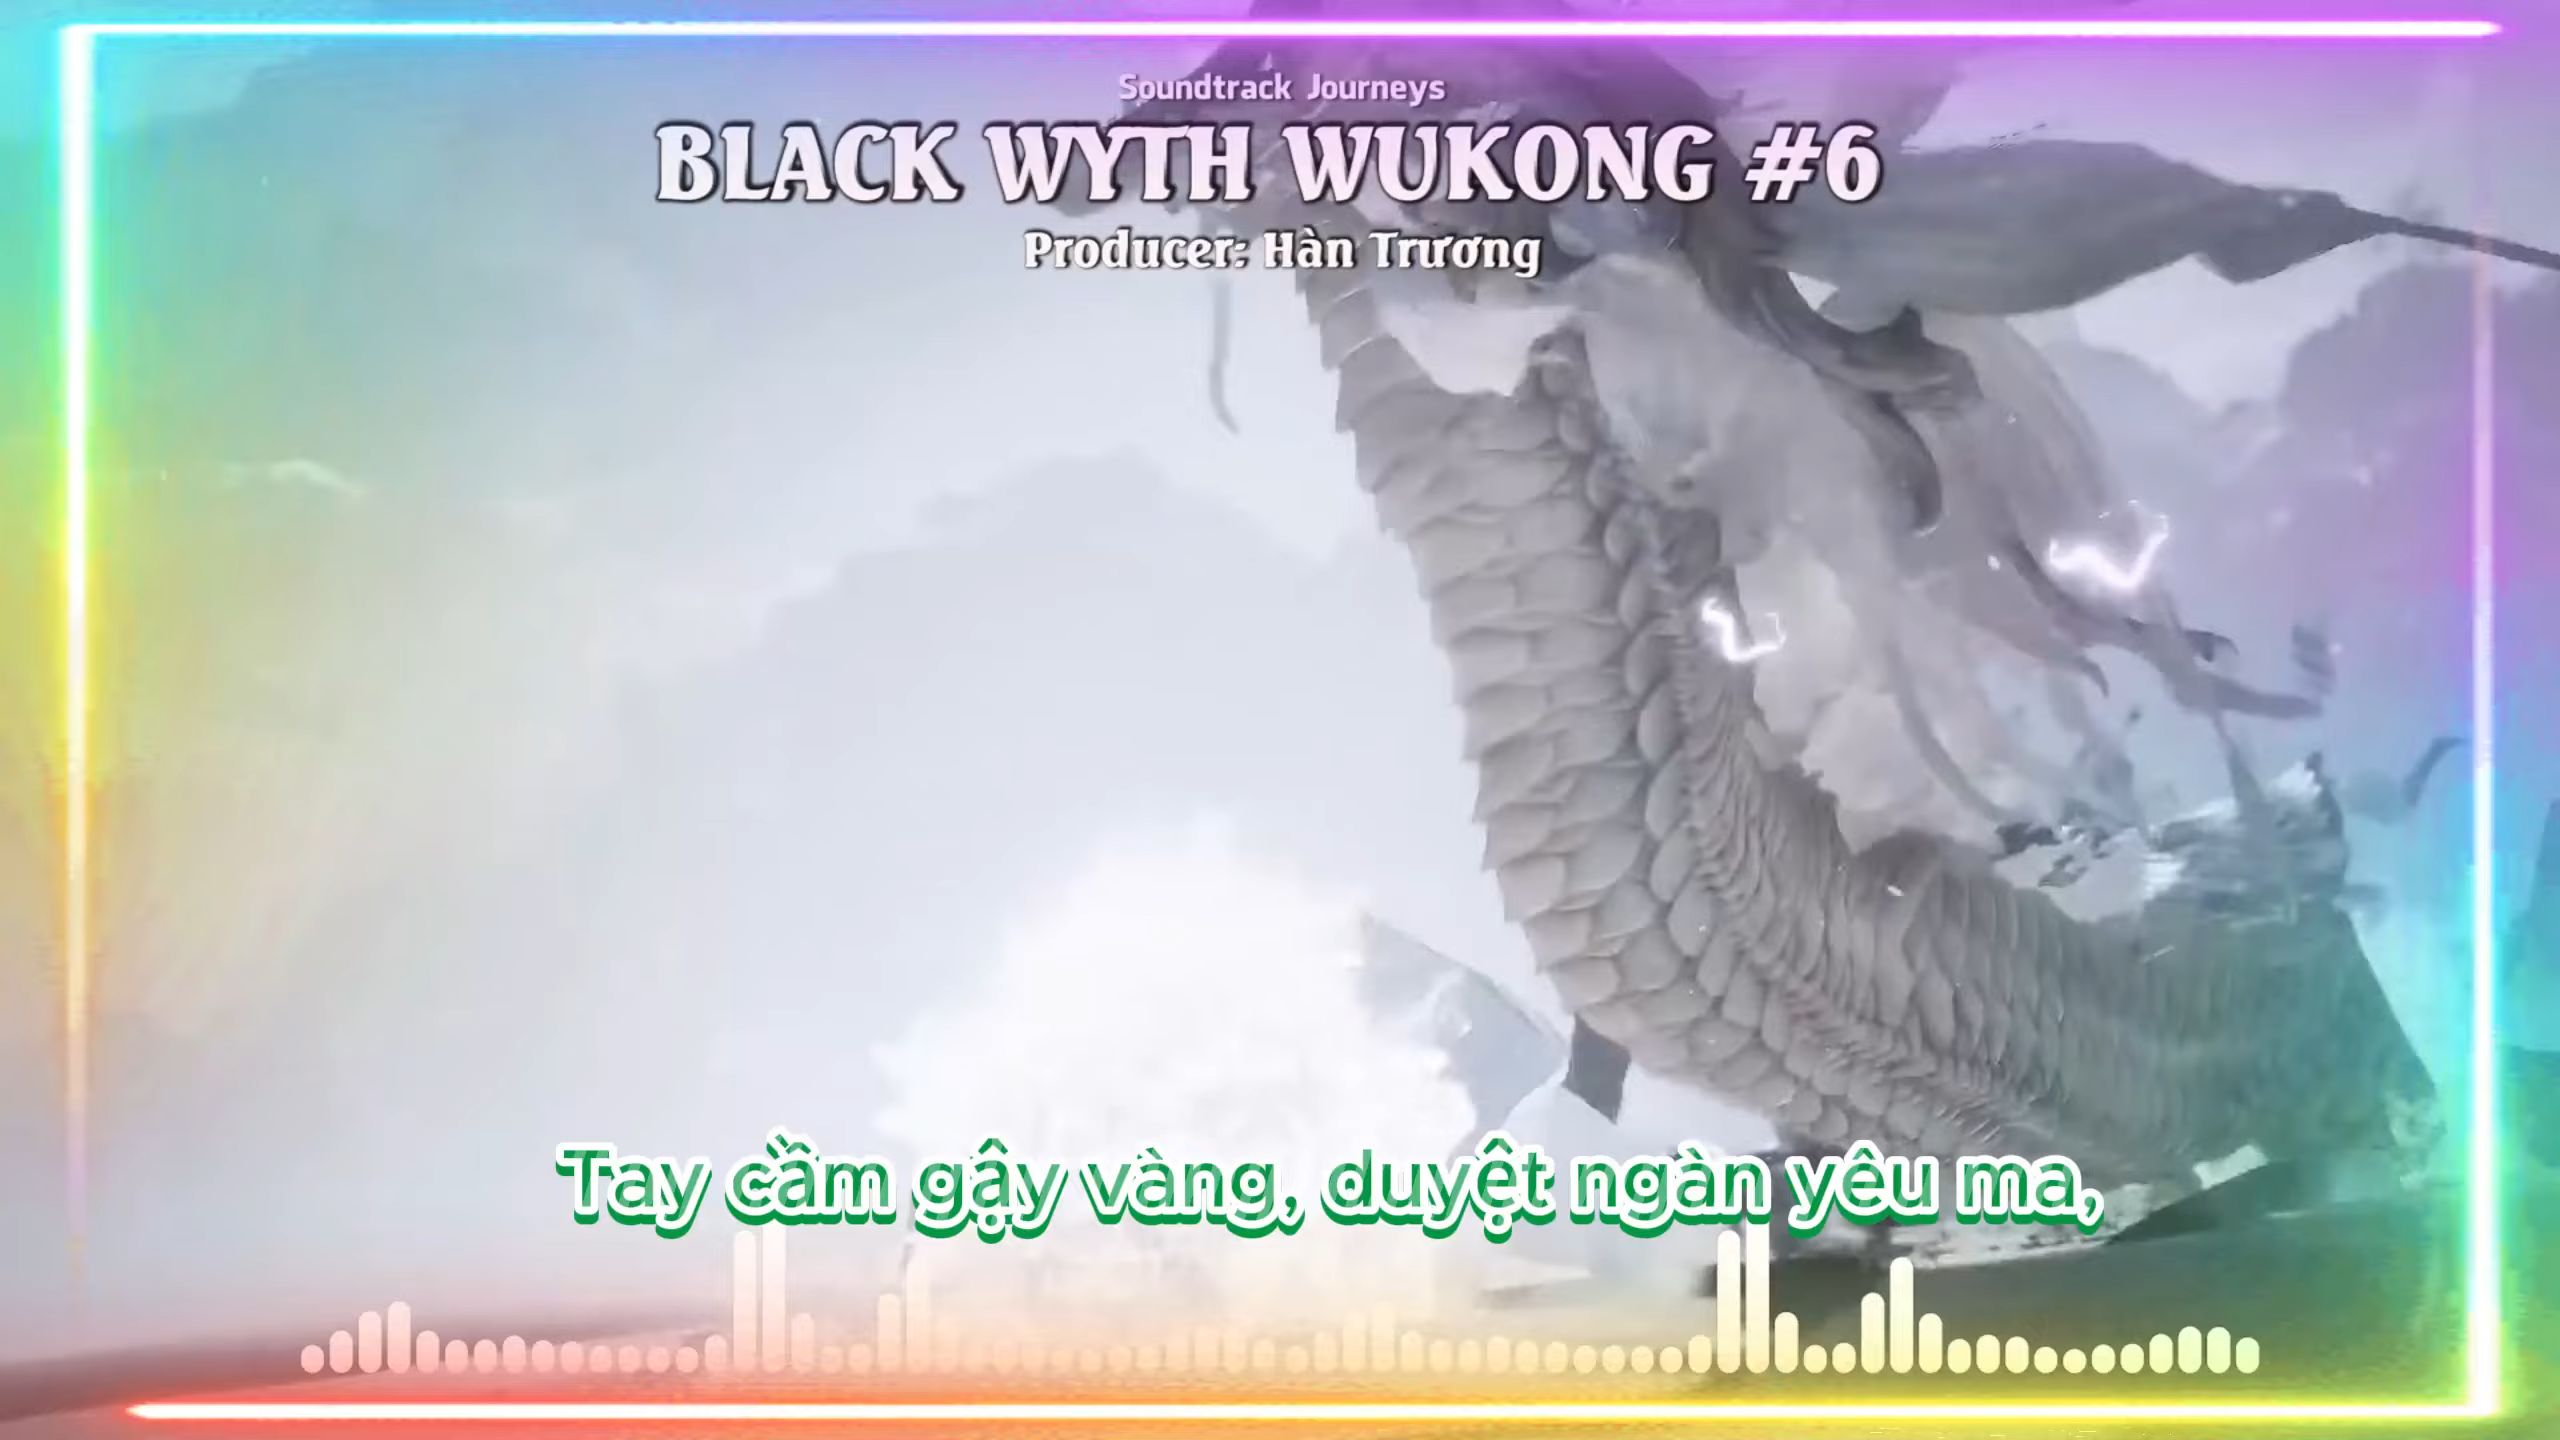 Soundtrack Journeys
BLACK WYTH WUKONG #6
Producer: Hàn Trương
Tay cầm gậy vàng, duyệt ngàn yêu ma,